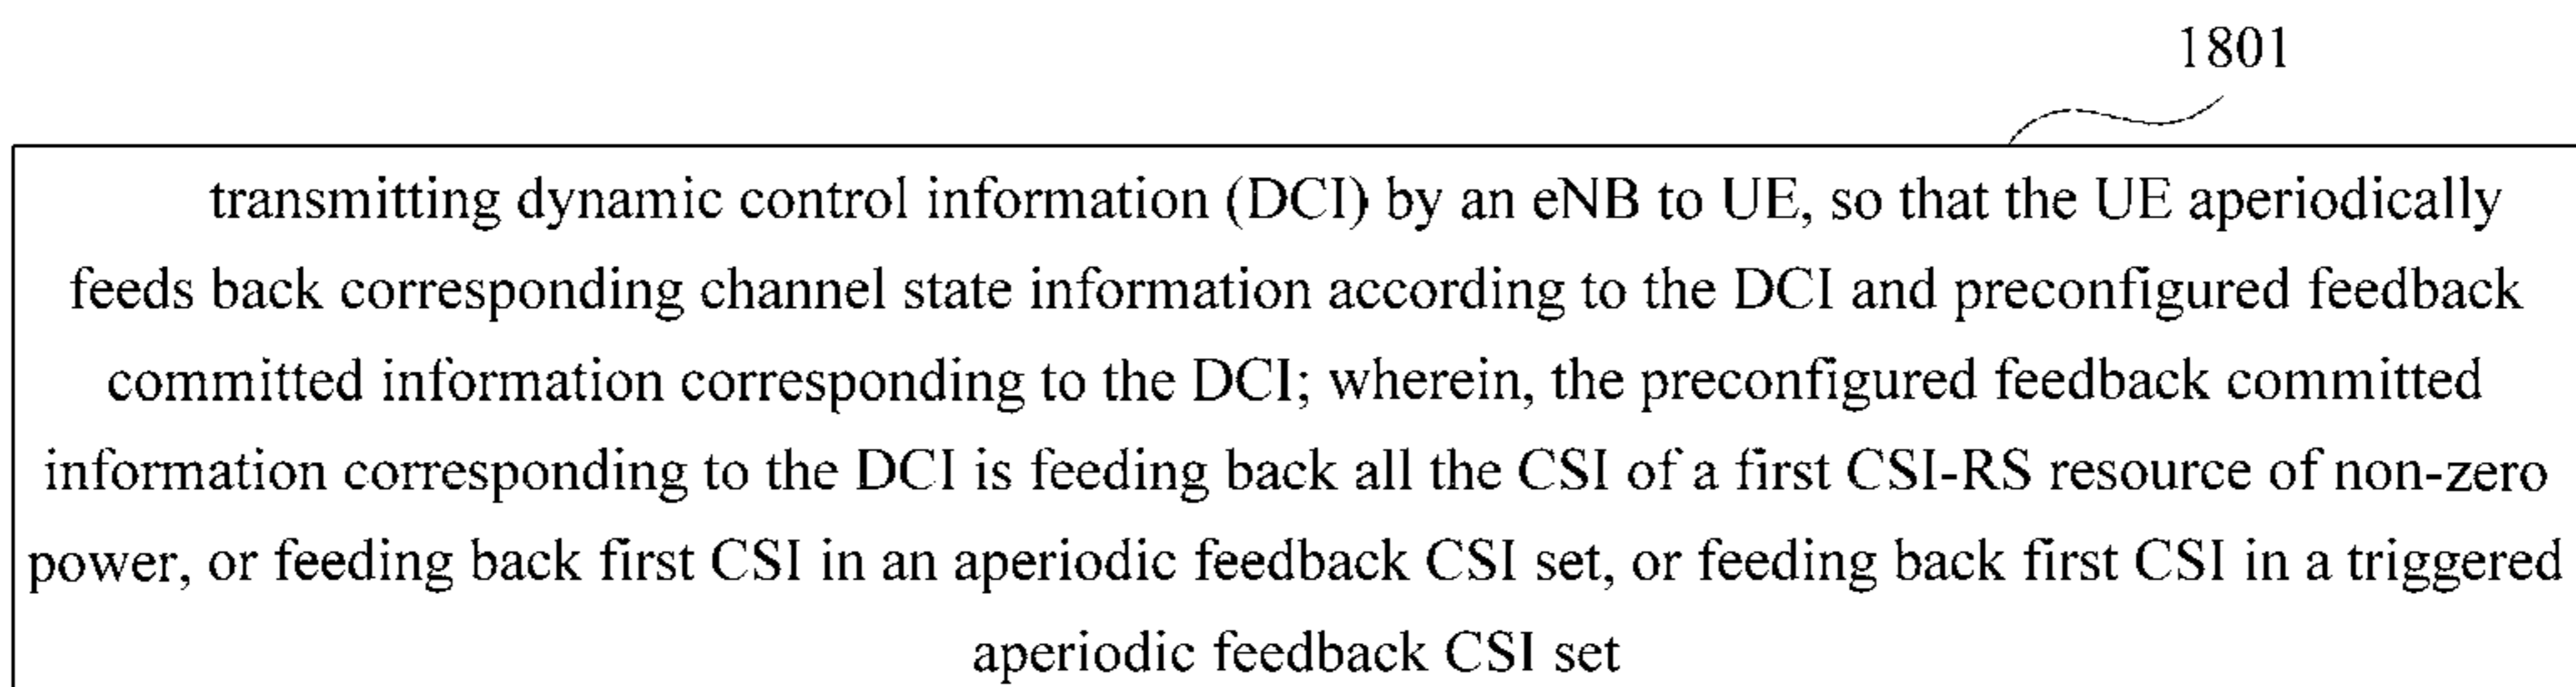 1801
transmitting dynamic control information (DCI) by an eNB to UE, so that the UE aperiodically
feeds back corresponding channel state information according to the DCI and preconfigured feedback
committed information corresponding to the DCI; wherein, the preconfigured feedback committed
information corresponding to the DCI is feeding back all the CSI of a first CSI-RS resource of non-zero
power, or feeding back first CSI in an aperiodic feedback CSI set, or feeding back first CSI in a triggered
aperiodic feedback CSI set